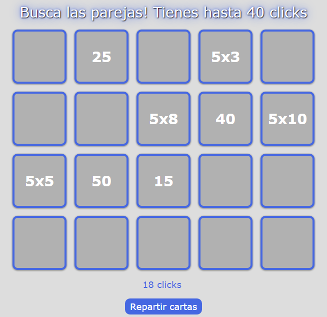 Busca las parejas! Tienes hasta 40 clicks
25 5x3
5x8 40 5x10
5x5 50 15
18 clicks
Repartir cartas